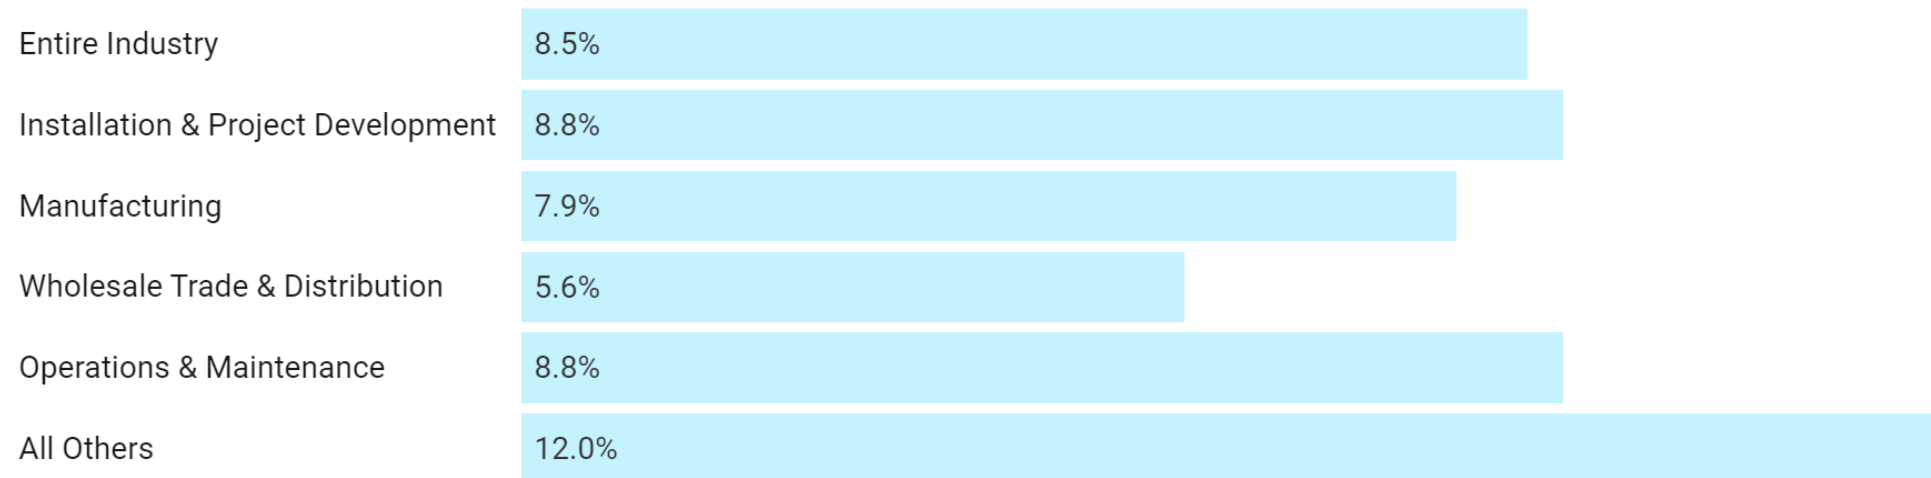 Entire Industry 8.5%
Installation & Project Development 8.8%
Manufacturing 7.9%
Wholesale Trade & Distribution 5.6%
Operations & Maintenance 8.8%
All Others 12.0%